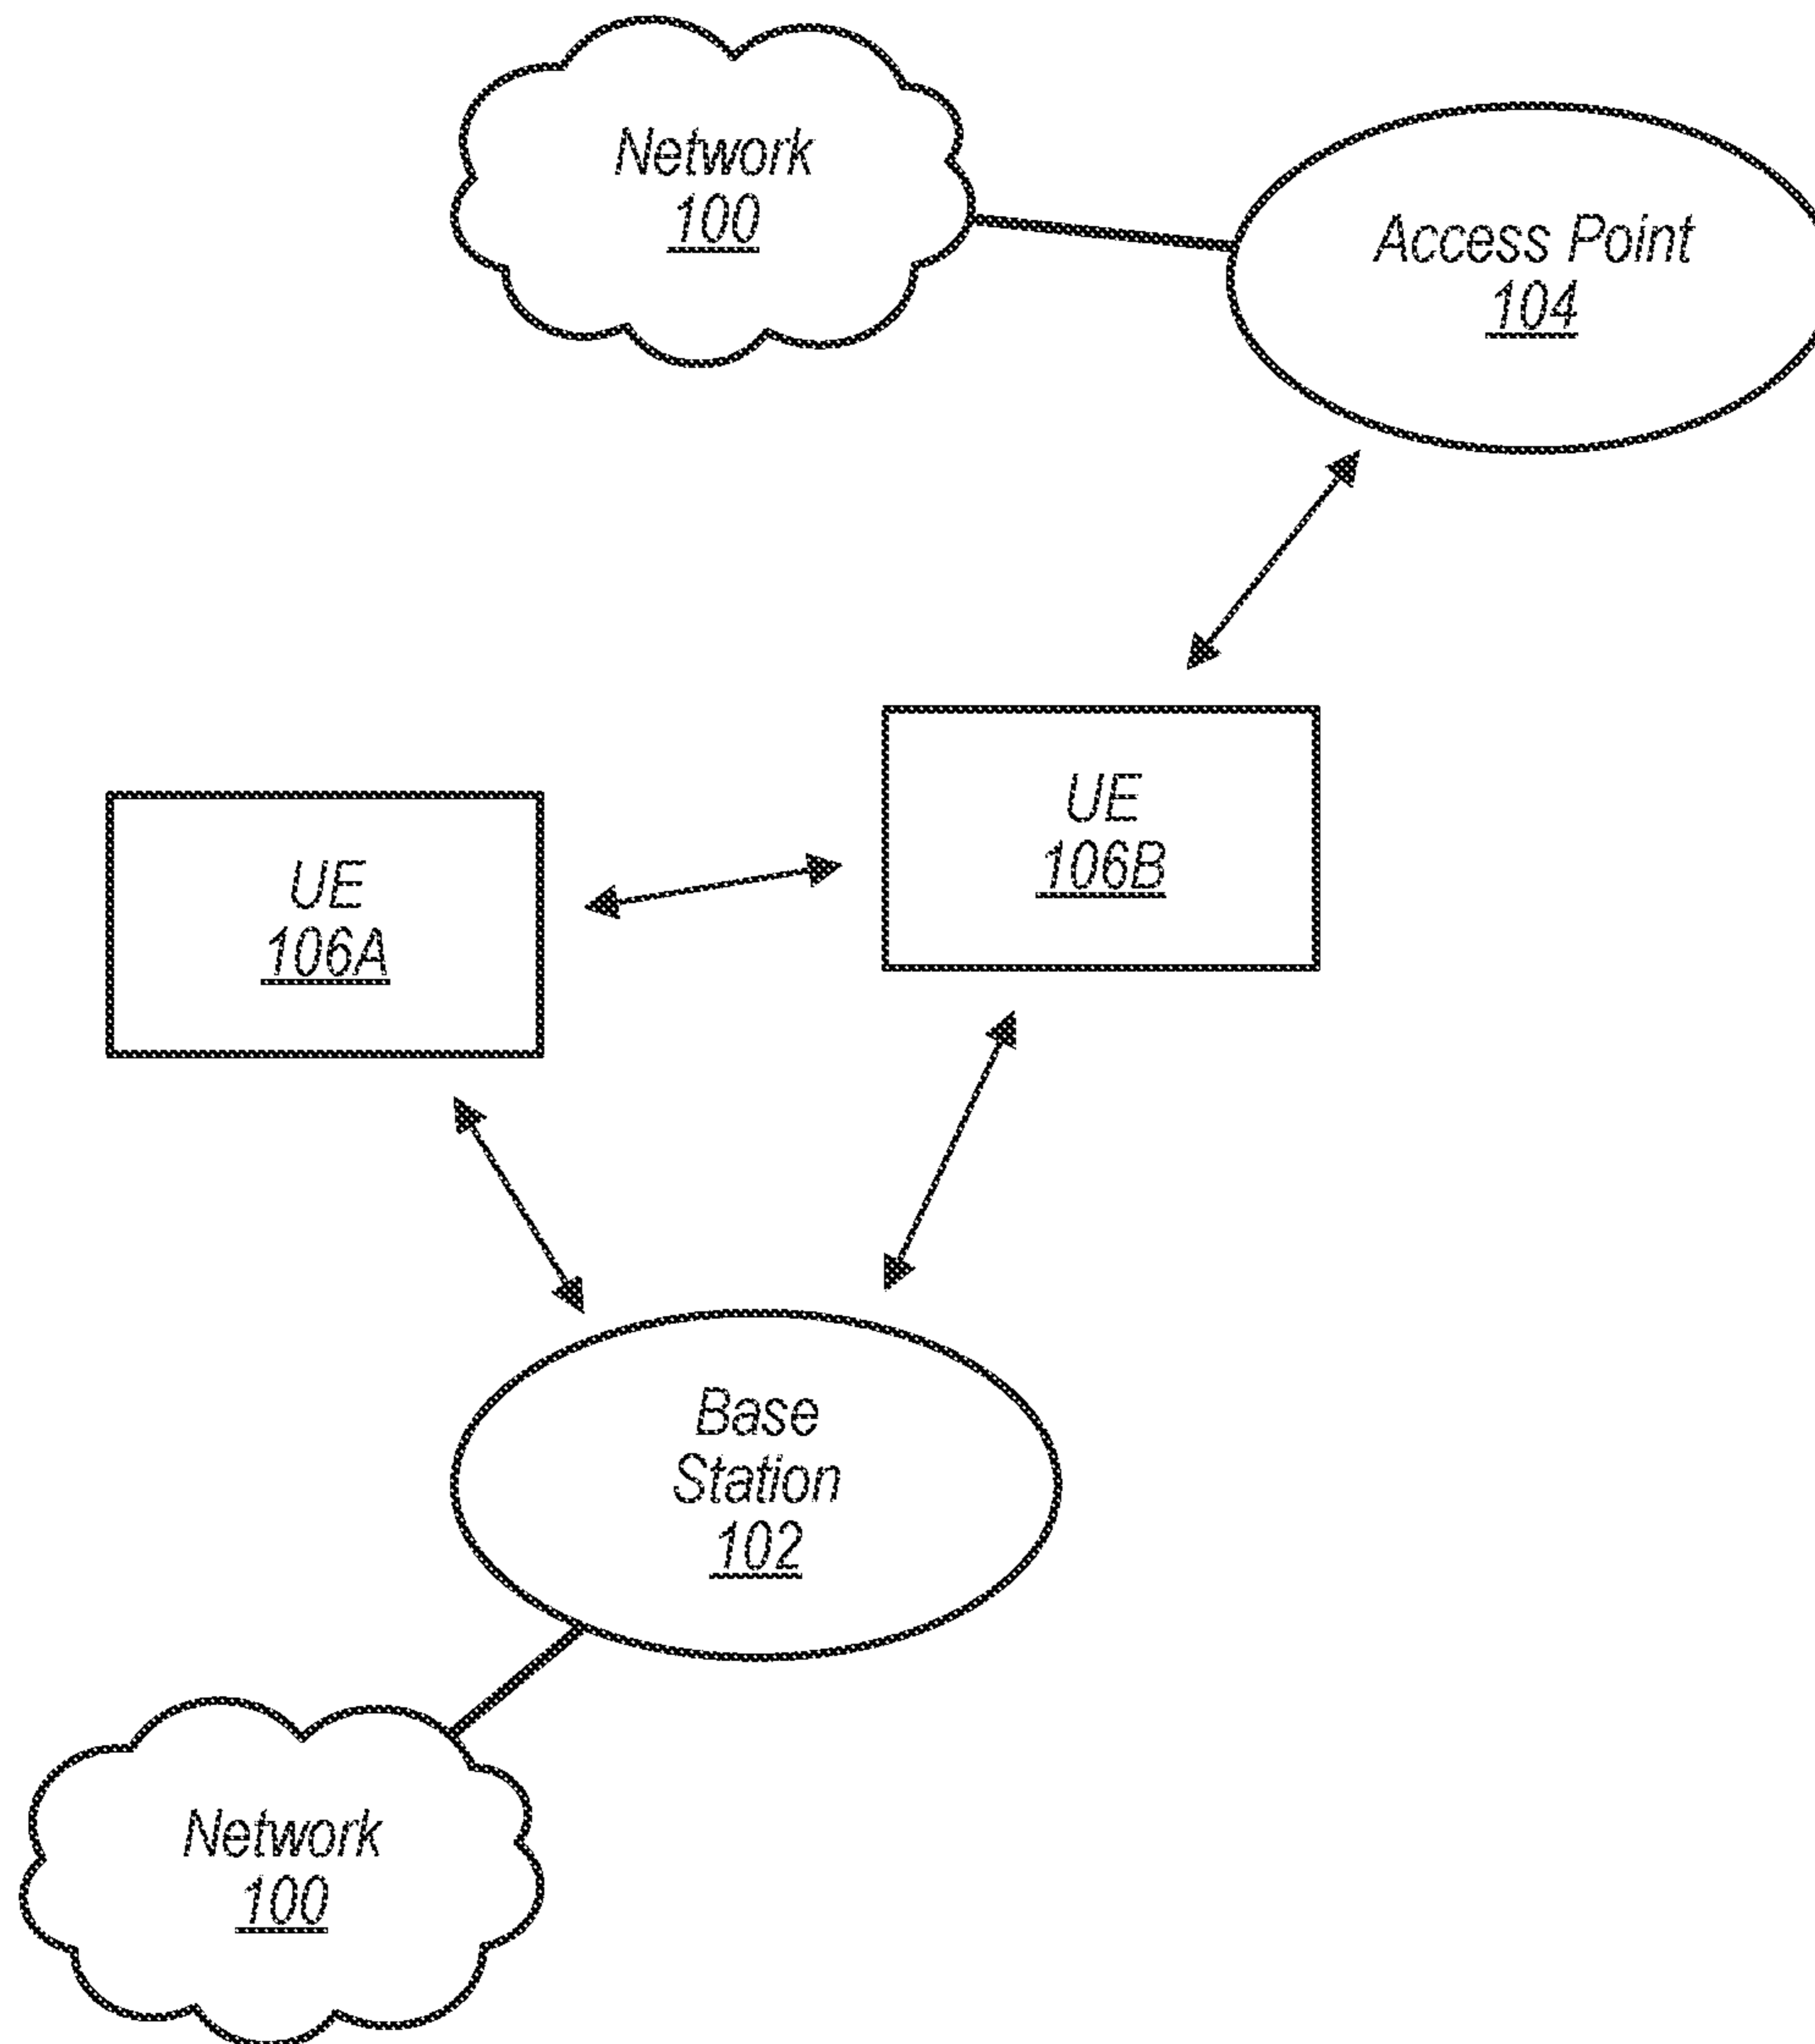 Network
100
Access Point
104
UE
106B
UE
106A
Base
Station
102
Network
100